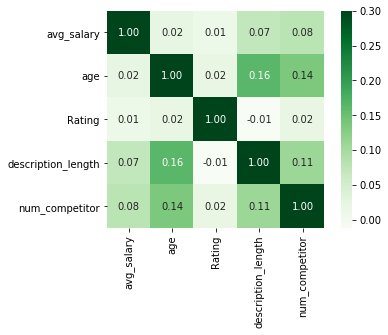 avg_salary 1.00 0.02 0.01 0.07 0.08
age 0.02 1.00 0.02 0.16 0.14
Rating 0.01 0.02 1.00 -0.01 0.02
description_length 0.07 0.16 -0.01 1.00 0.11
num_competitor 0.08 0.14 0.02 0.11 1.00
avg_salary
age
Rating
description_length
num_competitor
0.30
0.25
0.20
0.15
0.10
0.05
0.00